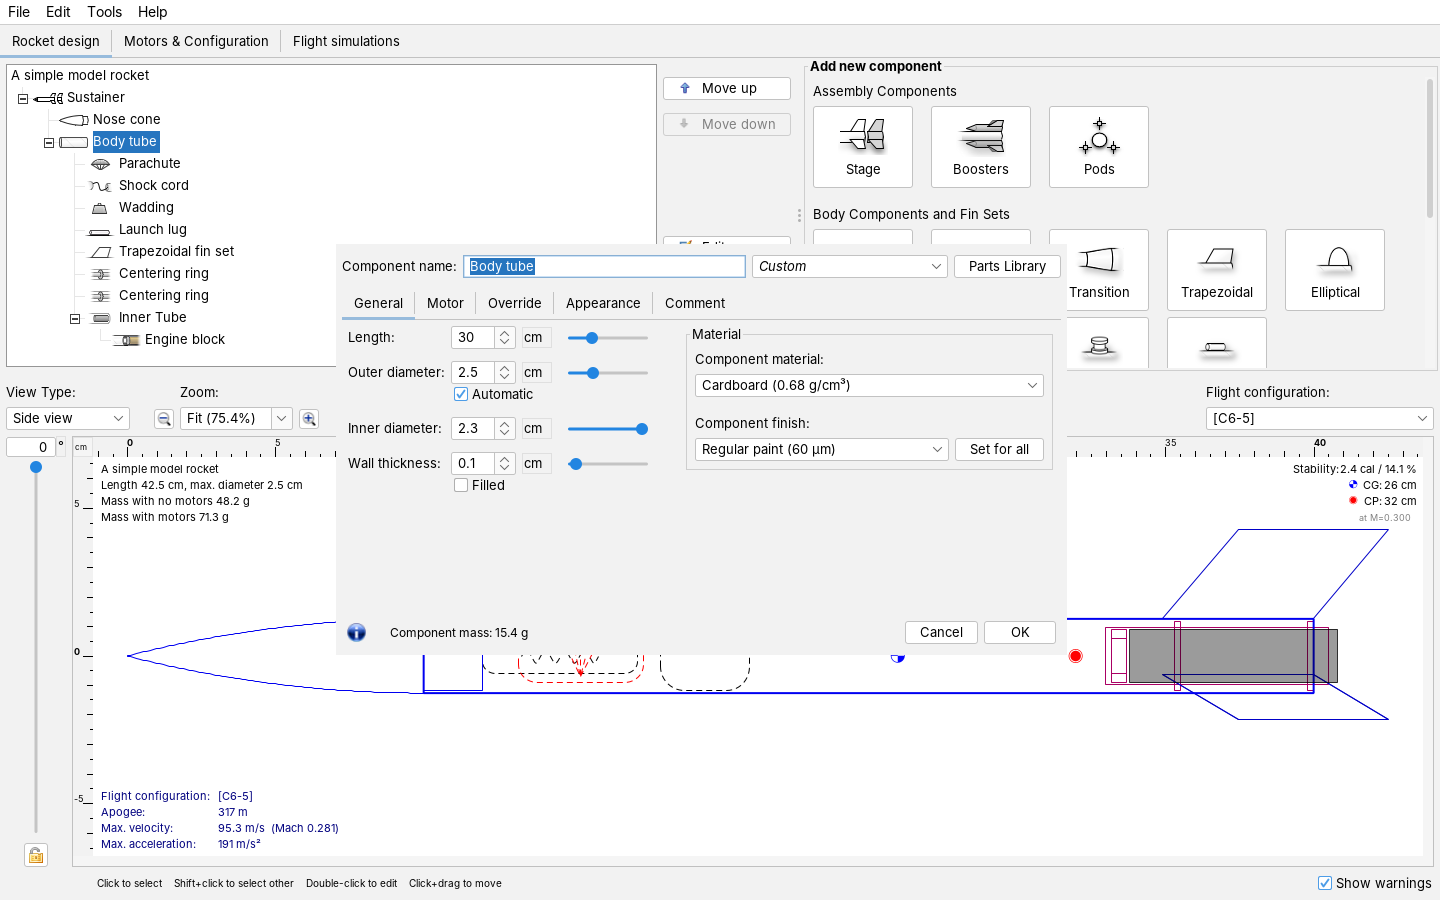 File Edit Tools Help
Rocket design Motors & Configuration Flight simulations
A simple model rocket
Sustainer
Nose cone
Body tube
Parachute
Shock cord
Wadding
Launch lug
Trapezoidal fin set
Centering ring
Centering ring
Inner Tube
Engine block
Move up
Move down
Add new component
Assembly Components
Stage Boosters Pods
Body Components and Fin Sets
Transition Trapezoidal Elliptical
Component name: Body tube Custom Parts Library
General Motor Override Appearance Comment
Length: 30 cm
Outer diameter: 2.5 cm
Automatic
Inner diameter: 2.3 cm
Wall thickness: 0.1 cm
Filled
Material
Component material:
Cardboard (0.68 g/cm³)
Component finish:
Regular paint (60 µm) Set for all
Component mass: 15.4 g
Cancel OK
View Type: Zoom:
Side view Fit (75.4%)
Flight configuration:
[C6-5]
0 °
cm 0 5 35 40
5
0
-5
A simple model rocket
Length 42.5 cm, max. diameter 2.5 cm
Mass with no motors 48.2 g
Mass with motors 71.3 g
Stability: 2.4 cal / 14.1 %
CG: 26 cm
CP: 32 cm
at M=0.300
Flight configuration: [C6-5]
Apogee: 317 m
Max. velocity: 95.3 m/s (Mach 0.281)
Max. acceleration: 191 m/s²
Click to select Shift+click to select other Double-click to edit Click+drag to move
Show warnings